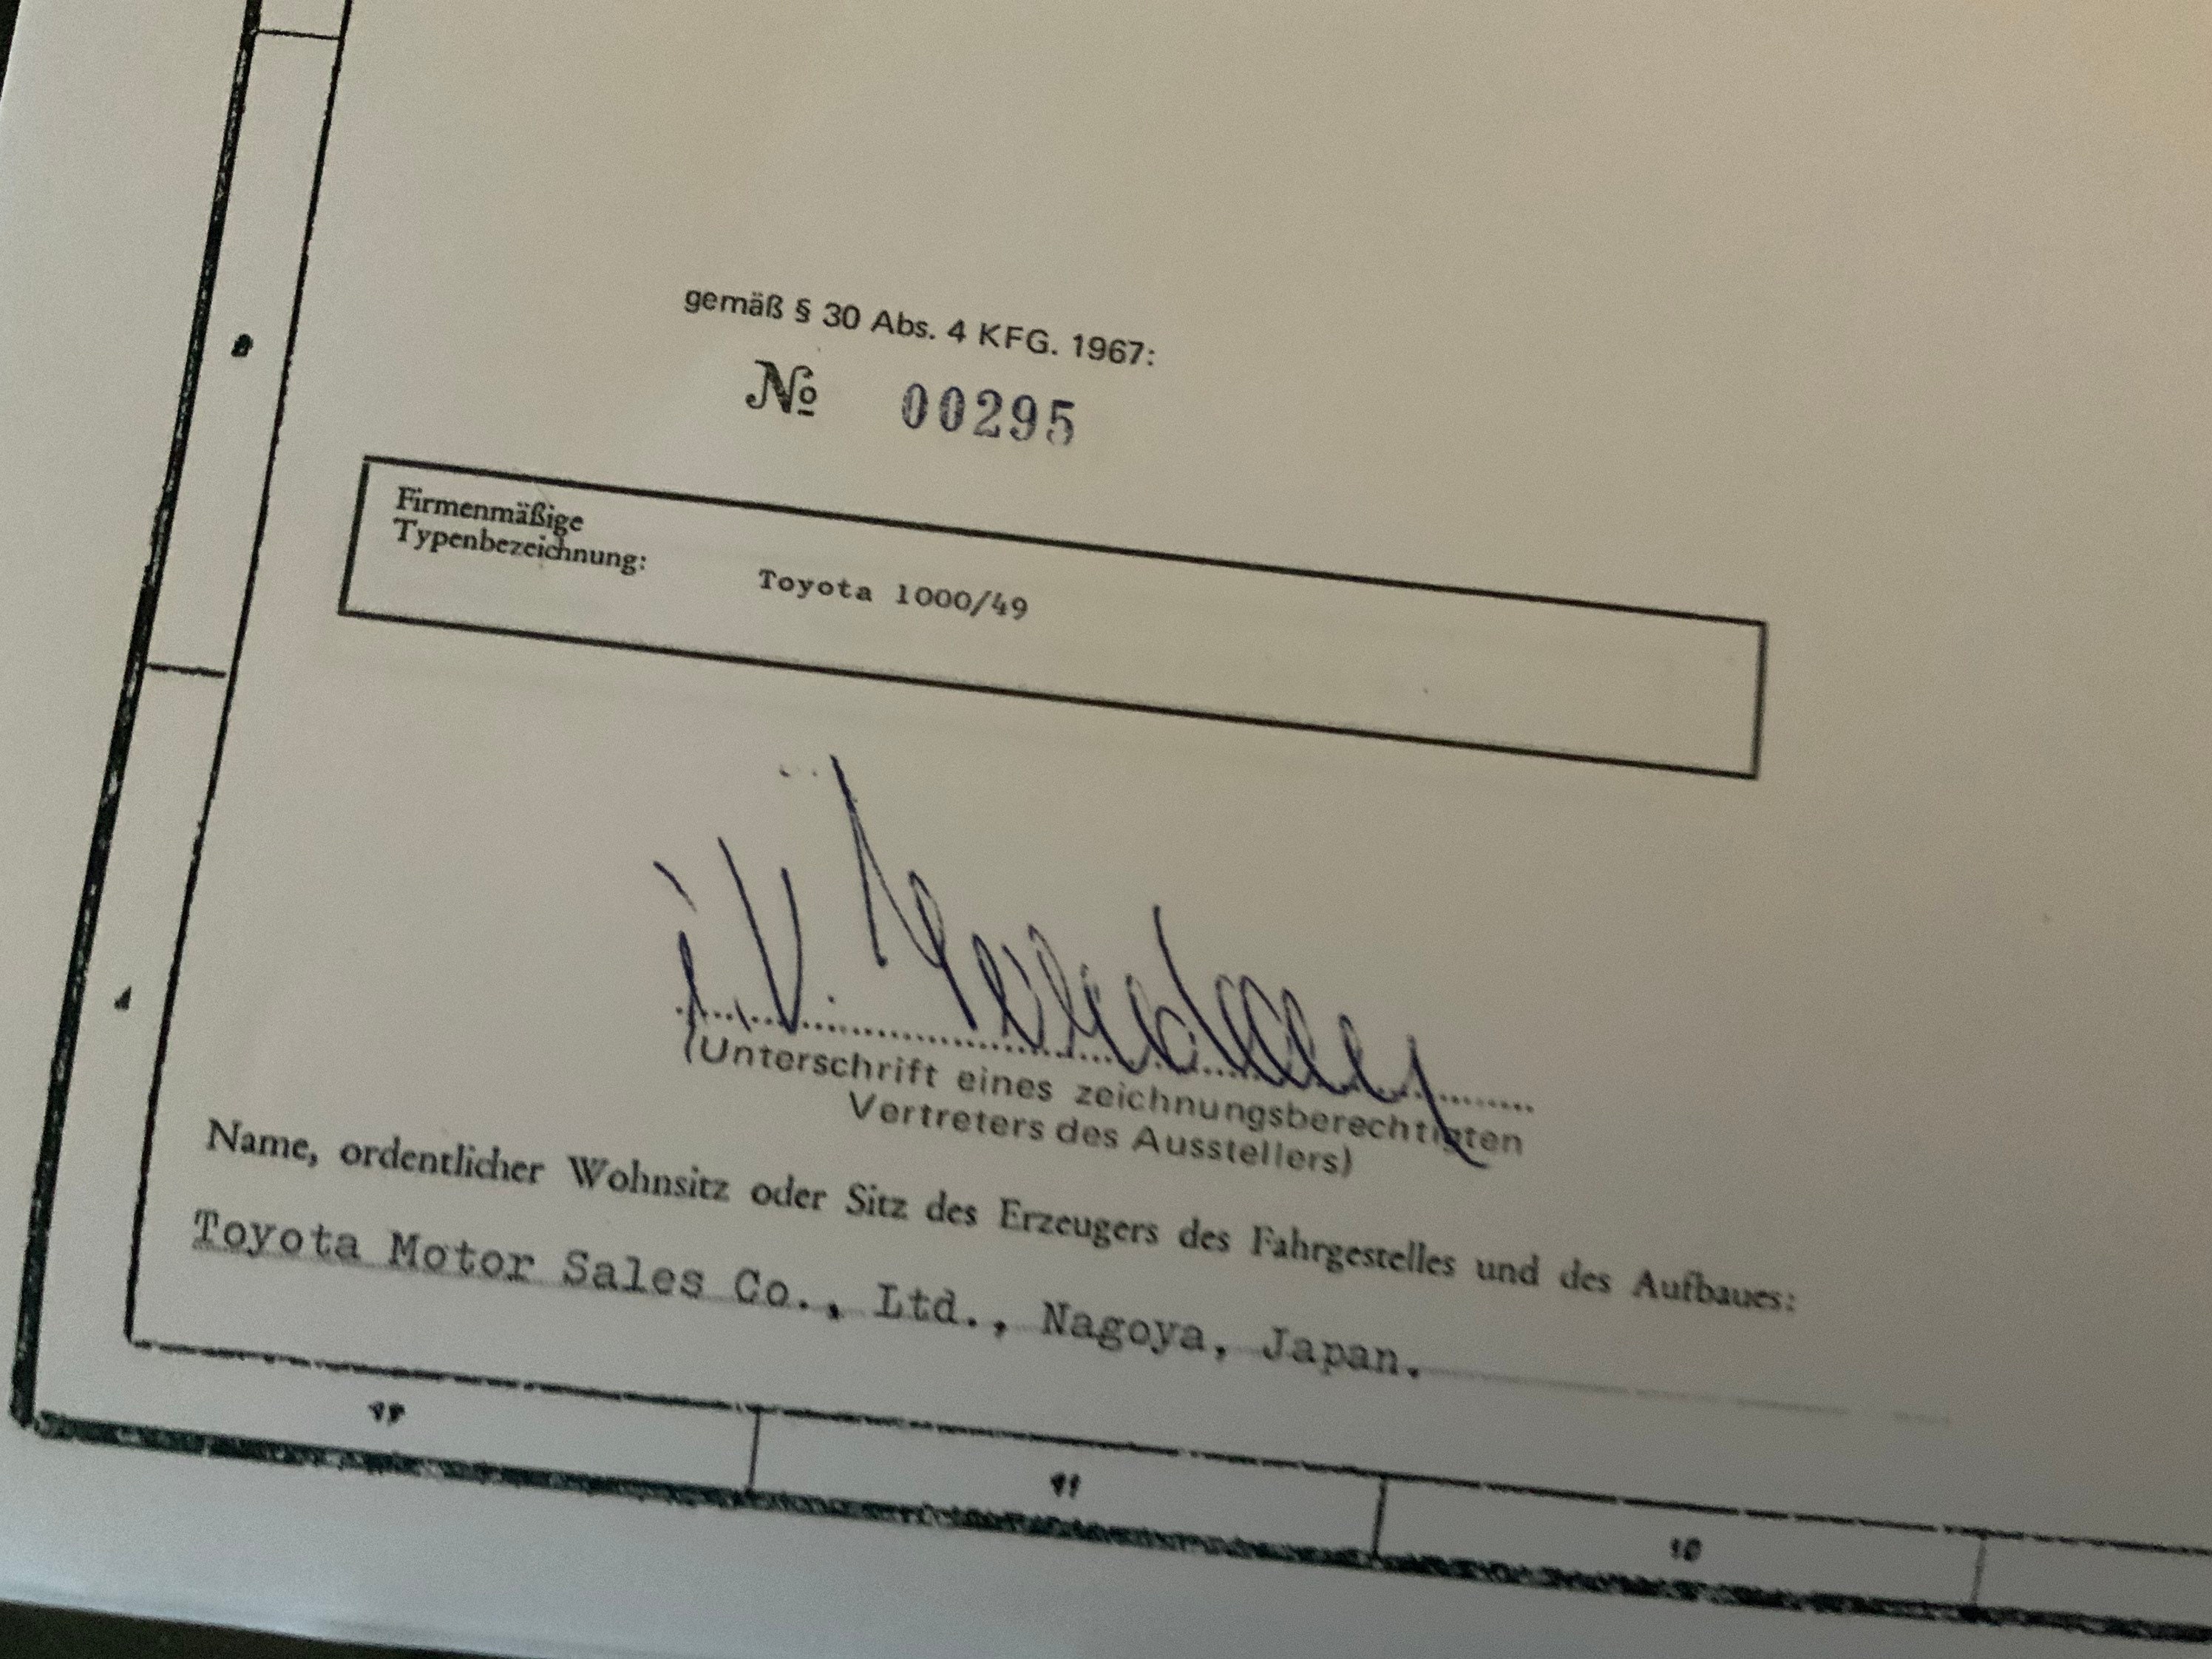 gemäß § 30 Abs. 4 KFG. 1967:
№ 00295
Firmenmäßige
Typenbezeichnung: Toyota 1000/49
i.V.
(Unterschrift eines zeichnungsberechtigten
Vertreters des Ausstellers)
Name, ordentlicher Wohnsitz oder Sitz des Erzeugers des Fahrgestelles und des Aufbaues:
Toyota Motor Sales Co., Ltd., Nagoya, Japan.
11
10